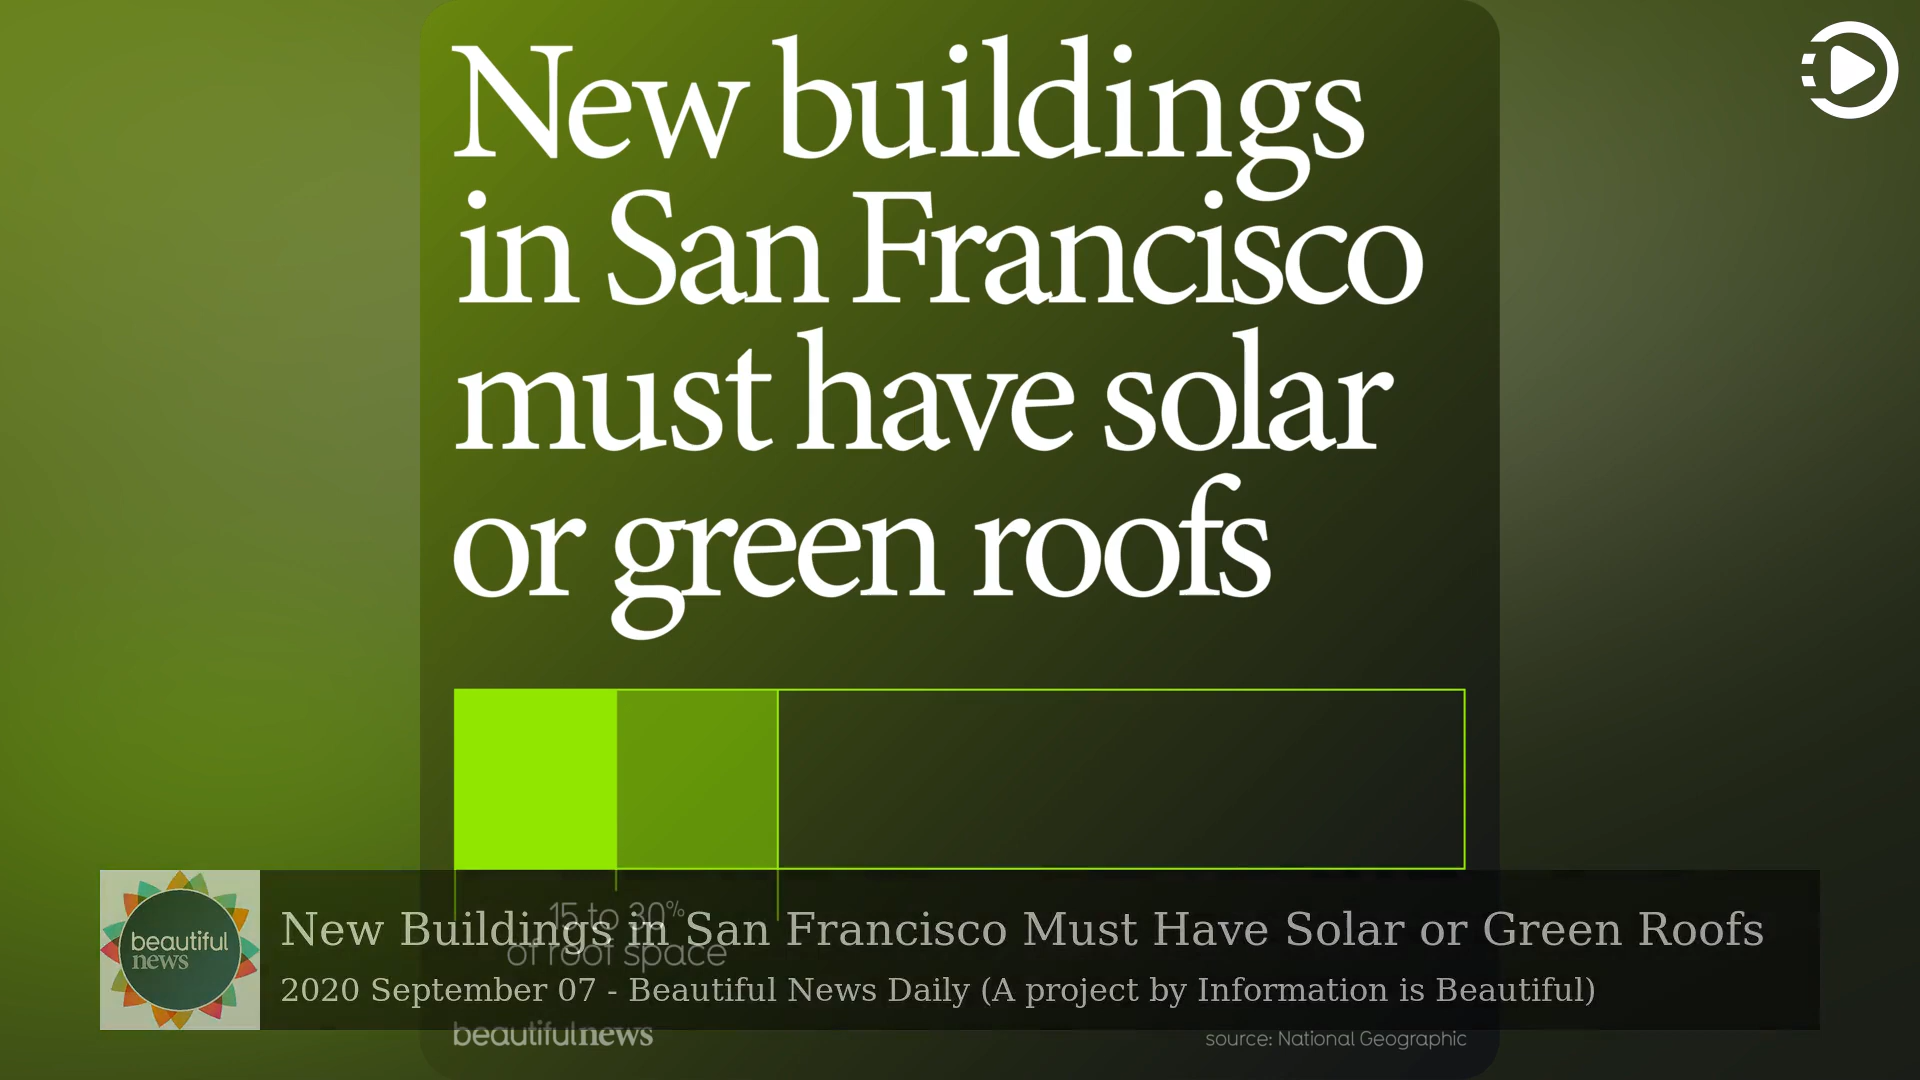 New buildings
in San Francisco
must have solar
or green roofs
15 to 30%
of roof space
beautiful
news
New Buildings in San Francisco Must Have Solar or Green Roofs
2020 September 07 - Beautiful News Daily (A project by Information is Beautiful)
beautifulnews
source: National Geographic